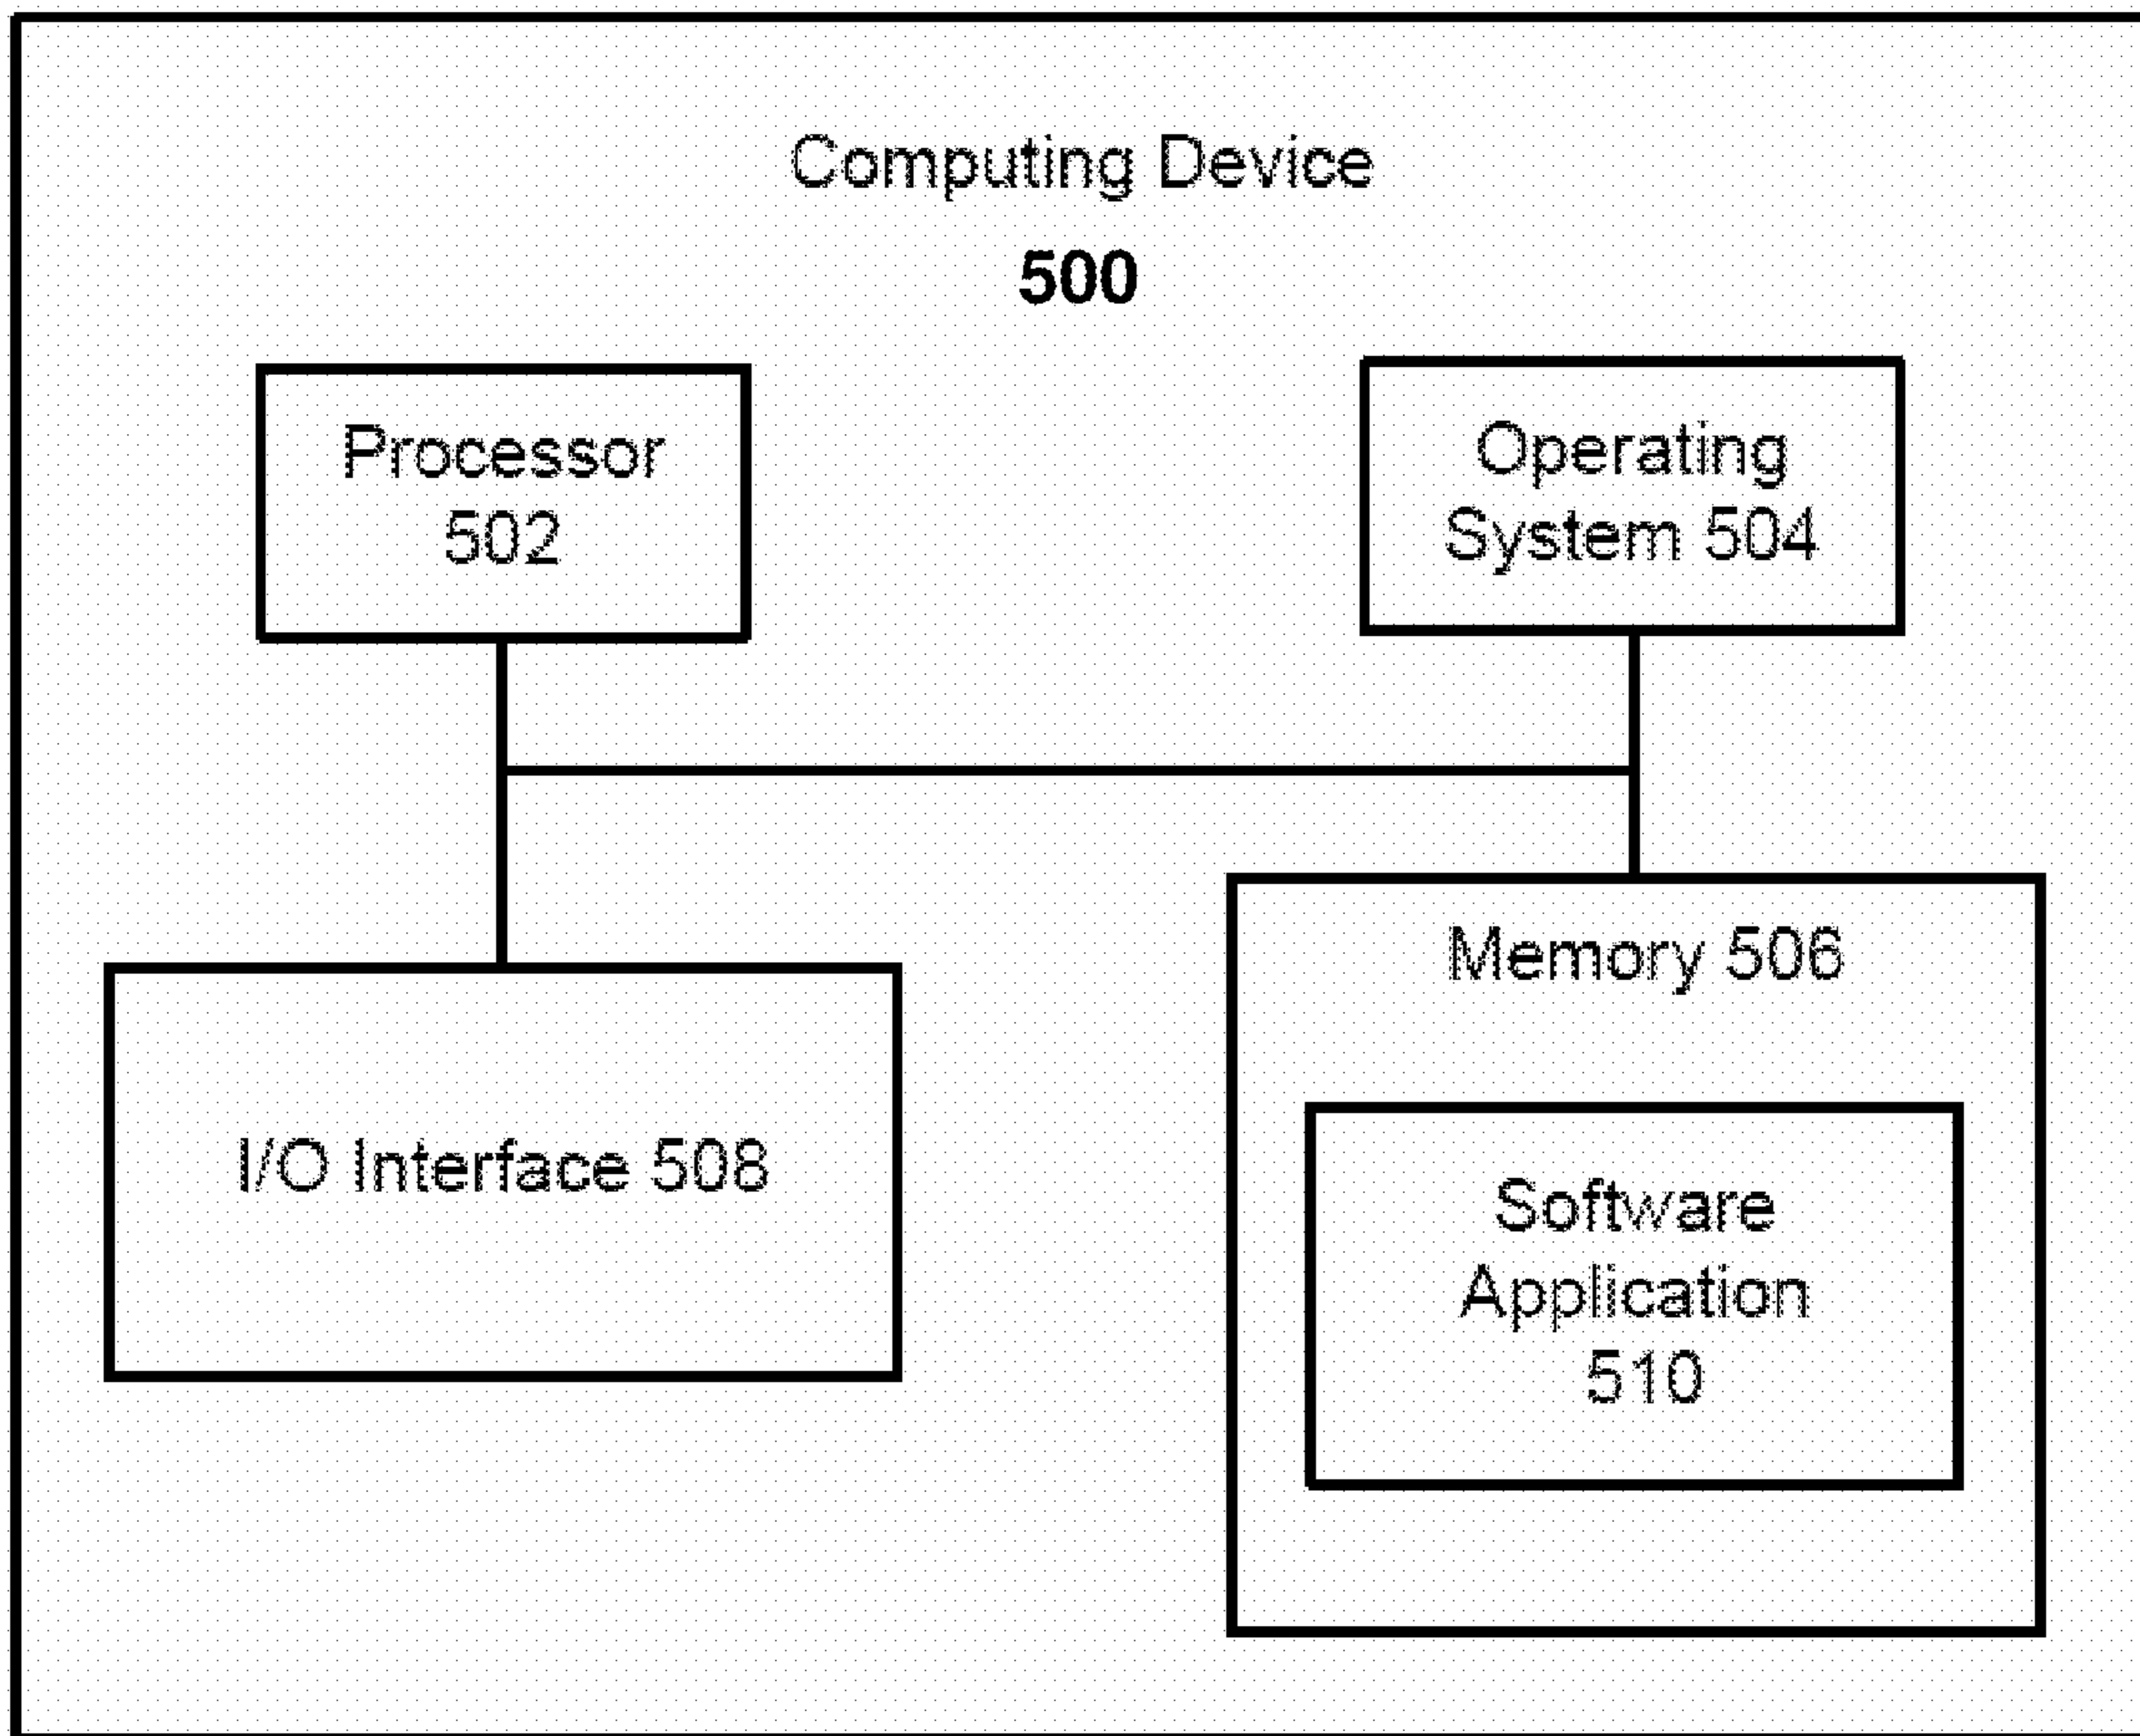 Computing Device
500
Processor
502
Operating
System 504
Memory 506
I/O Interface 508
Software
Application
510